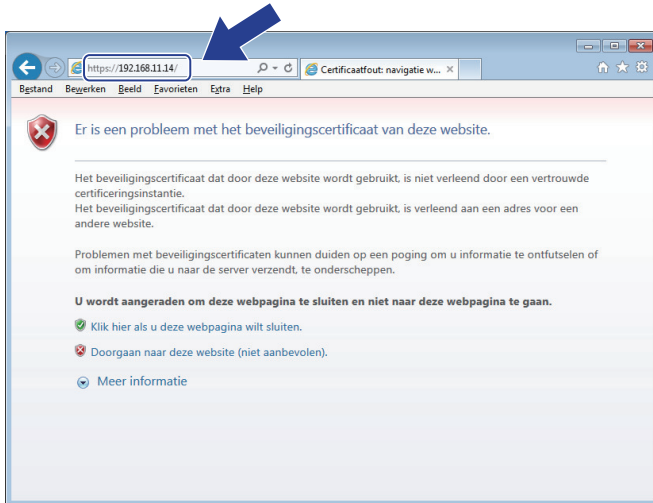 https://192.168.11.14/
Certificaatfout: navigatie w...
Bestand Bewerken Beeld Favorieten Extra Help
Er is een probleem met het beveiligingscertificaat van deze website.
Het beveiligingscertificaat dat door deze website wordt gebruikt, is niet verleend door een vertrouwde
certificeringsinstantie.
Het beveiligingscertificaat dat door deze website wordt gebruikt, is verleend aan een adres voor een
andere website.
Problemen met beveiligingscertificaten kunnen duiden op een poging om u informatie te ontfutselen of
om informatie die u naar de server verzendt, te onderscheppen.
U wordt aangeraden om deze webpagina te sluiten en niet naar deze webpagina te gaan.
Klik hier als u deze webpagina wilt sluiten.
Doorgaan naar deze website (niet aanbevolen).
Meer informatie